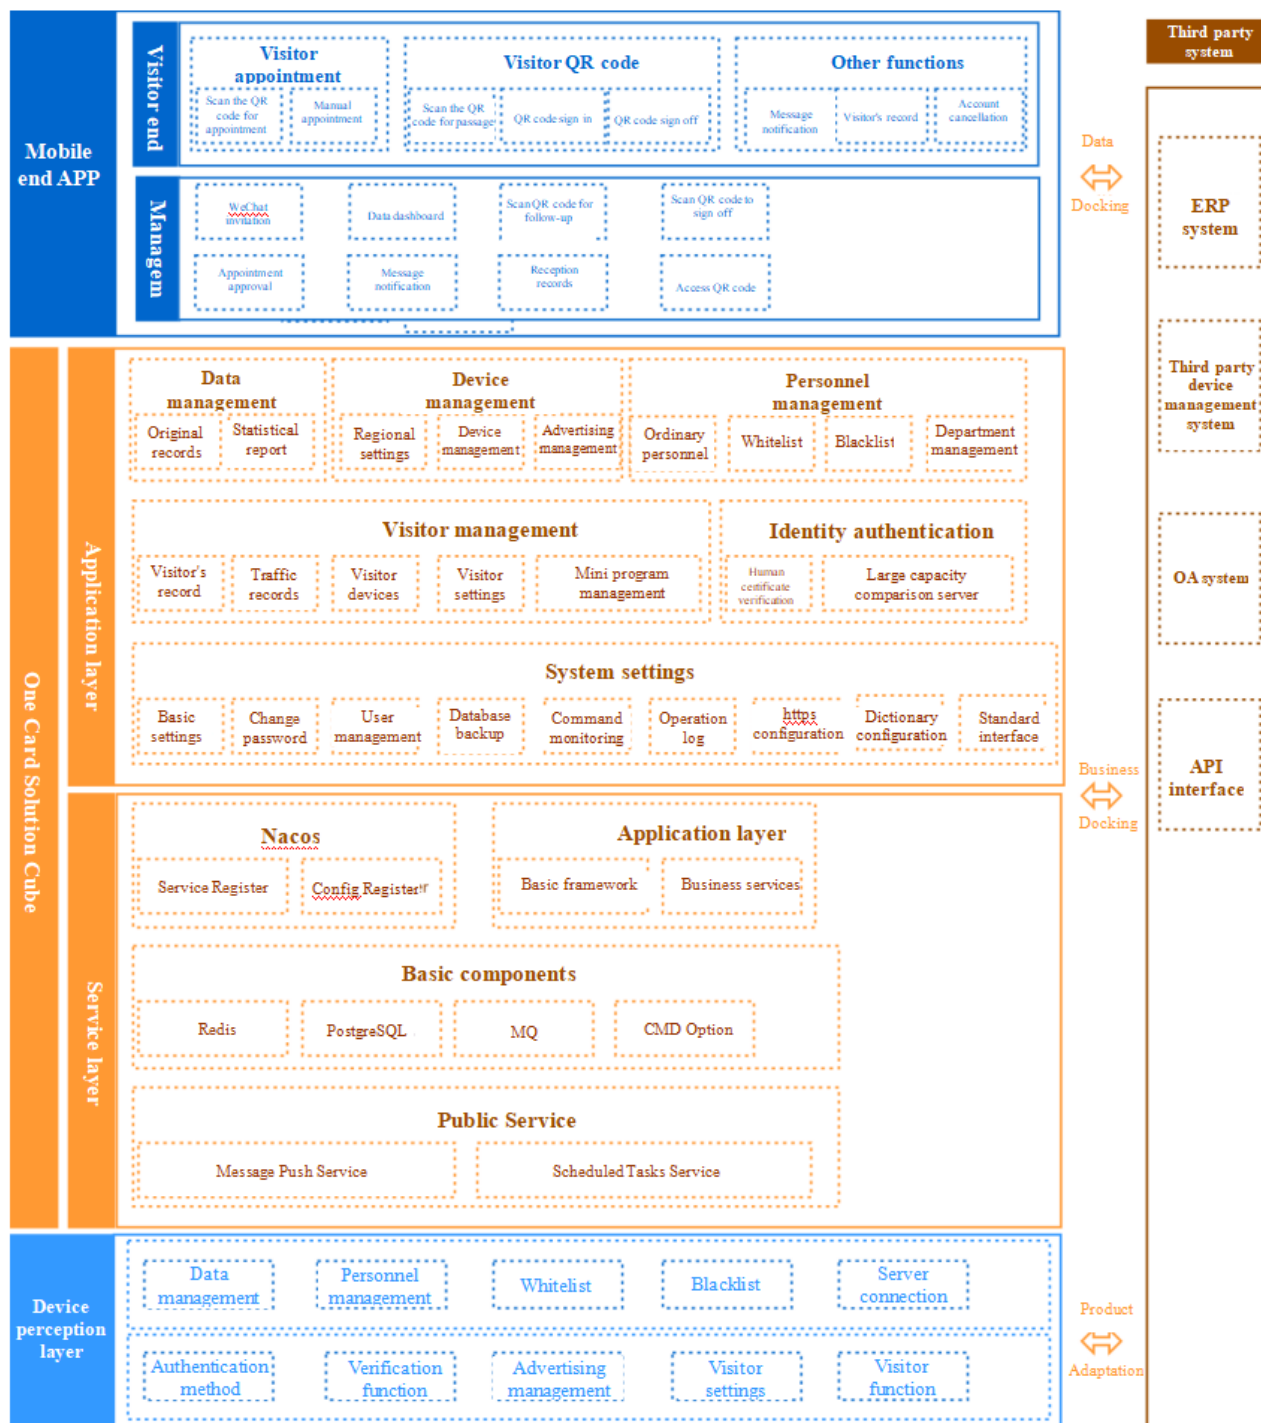 Third party
system
Mobile
end APP
Visitor end
Visitor
appointment
Scan the QR
code for
appointment
Manual
appointment
Visitor QR code
Scan the QR
code for passage
QR code sign in
QR code sign off
Other functions
Message
notification
Visitor's record
Account
cancellation
Managem
WeChat
invitation
Data dashboard
Scan QR code for
follow-up
Scan QR code to
sign off
Appointment
approval
Message
notification
Reception
records
Access QR code
Data
Docking
ERP
system
Third party
device
management
system
OA system
API
interface
One Card Solution Cube
Application layer
Data
management
Original
records
Statistical
report
Device
management
Regional
settings
Device
management
Advertising
management
Personnel
management
Ordinary
personnel
Whitelist
Blacklist
Department
management
Visitor management
Visitor's
record
Traffic
records
Visitor
devices
Visitor
settings
Mini program
management
Identity authentication
Human
certificate
verification
Large capacity
comparison server
System settings
Basic
settings
Change
password
User
management
Database
backup
Command
monitoring
Operation
log
https
configuration
Dictionary
configuration
Standard
interface
Business
Docking
Service layer
Nacos
Service Register
Config Register
Application layer
Basic framework
Business services
Basic components
Redis
PostgreSQL
MQ
CMD Option
Public Service
Message Push Service
Scheduled Tasks Service
Device
perception
layer
Data
management
Personnel
management
Whitelist
Blacklist
Server
connection
Authentication
method
Verification
function
Advertising
management
Visitor
settings
Visitor
function
Product
Adaptation